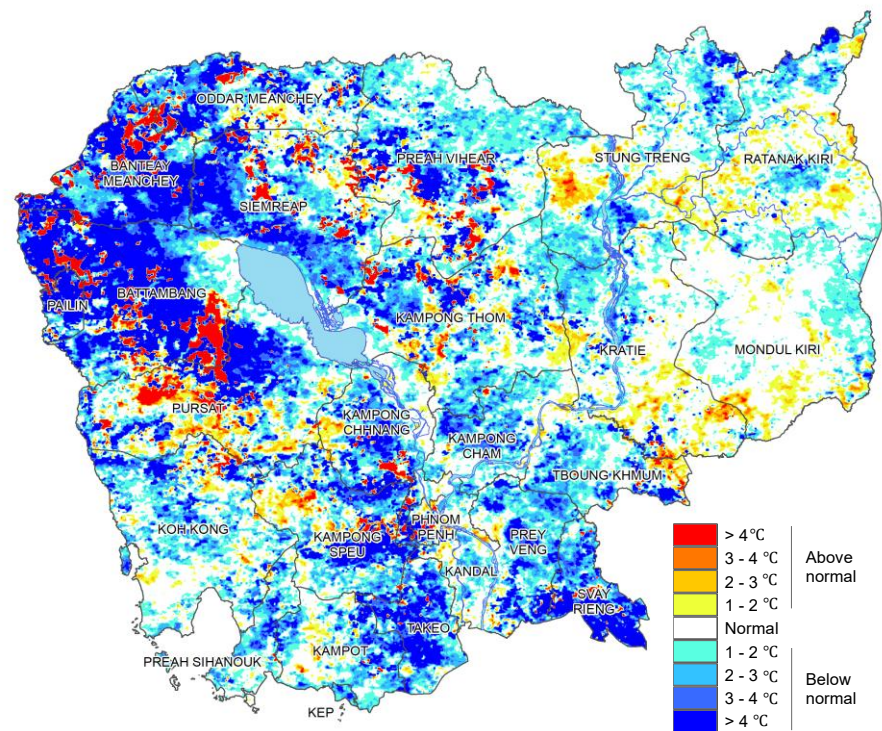 ODDAR MEANCHEY
BANTEAY
MEANCHEY
PREAH VIHEAR
STUNG TRENG
RATANAK KIRI
SIEMREAP
BATTAMBANG
PAILIN
KAMPONG THOM
KRATIE
MONDUL KIRI
PURSAT
KAMPONG
CHHNANG
KAMPONG
CHAM
TBOUNG KHMUM
KOH KONG
KAMPONG
SPEU
PHNOM
PENH
PREY
VENG
KANDAL
SVAY
RIENG
TAKEO
KAMPOT
PREAH SIHANOUK
KEP
> 4℃
3 - 4 ℃
2 - 3 ℃
1 - 2 ℃
Above
normal
Normal
1 - 2 ℃
2 - 3 ℃
3 - 4 ℃
> 4 ℃
Below
normal